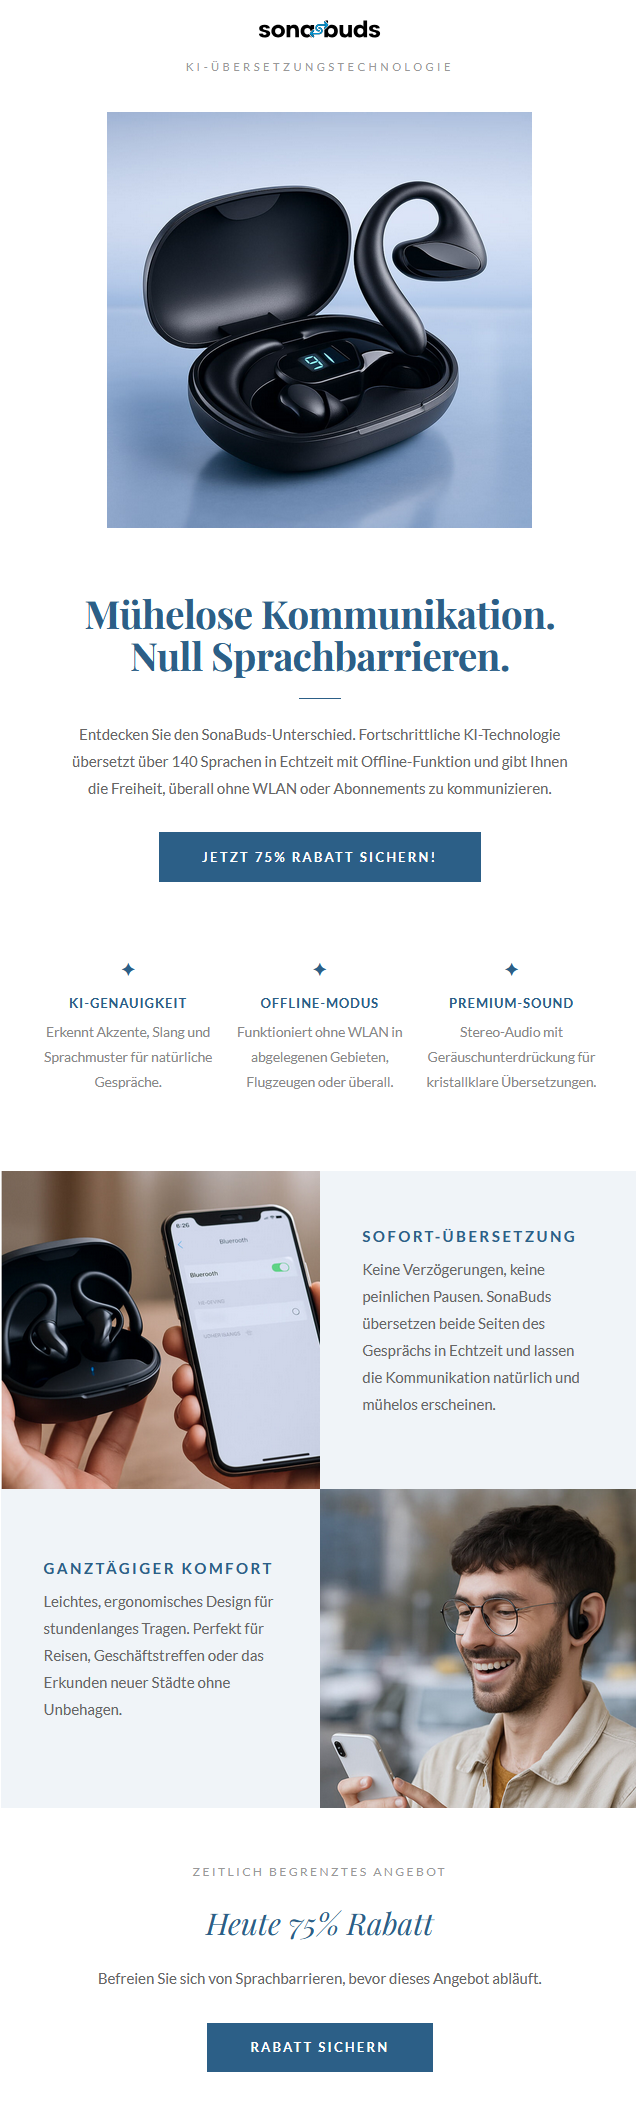 sonabuds
KI-ÜBERSETZUNGSTECHNOLOGIE
Mühelose Kommunikation.
Null Sprachbarrieren.
Entdecken Sie den SonaBuds-Unterschied. Fortschrittliche KI-Technologie
übersetzt über 140 Sprachen in Echtzeit mit Offline-Funktion und gibt Ihnen
die Freiheit, überall ohne WLAN oder Abonnements zu kommunizieren.
JETZT 75% RABATT SICHERN!
KI-GENAUIGKEIT
Erkennt Akzente, Slang und
Sprachmuster für natürliche
Gespräche.
OFFLINE-MODUS
Funktioniert ohne WLAN in
abgelegenen Gebieten,
Flugzeugen oder überall.
PREMIUM-SOUND
Stereo-Audio mit
Geräuschunterdrückung für
kristallklare Übersetzungen.
6:26
Bluetooth
Bluetooth
SOFORT-ÜBERSETZUNG
Keine Verzögerungen, keine
peinlichen Pausen. SonaBuds
übersetzen beide Seiten des
Gesprächs in Echtzeit und lassen
die Kommunikation natürlich und
mühelos erscheinen.
GANZTÄGIGER KOMFORT
Leichtes, ergonomisches Design für
stundenlanges Tragen. Perfekt für
Reisen, Geschäftstreffen oder das
Erkunden neuer Städte ohne
Unbehagen.
ZEITLICH BEGRENZTES ANGEBOT
Heute 75% Rabatt
Befreien Sie sich von Sprachbarrieren, bevor dieses Angebot abläuft.
RABATT SICHERN